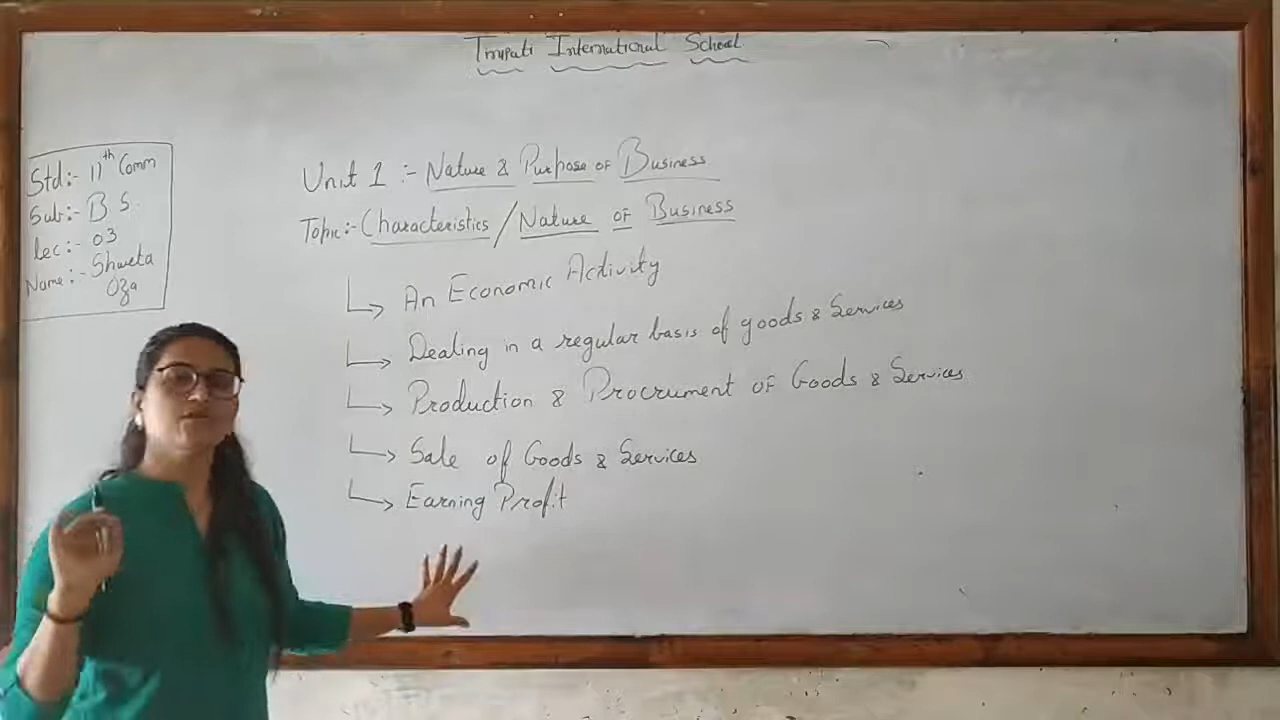 Tirupati International School
Std:- 11th Comm
Sub:- B.S.
lec:- 03
Name:- Shweta
Oza
Unit 1 :- Nature & Purpose of Business
Topic:- Characteristics / Nature of Business
An Economic Activity
Dealing in a regular basis of goods & Services
Production & Procrument of Goods & Services
Sale of Goods & Services
Earning Profit